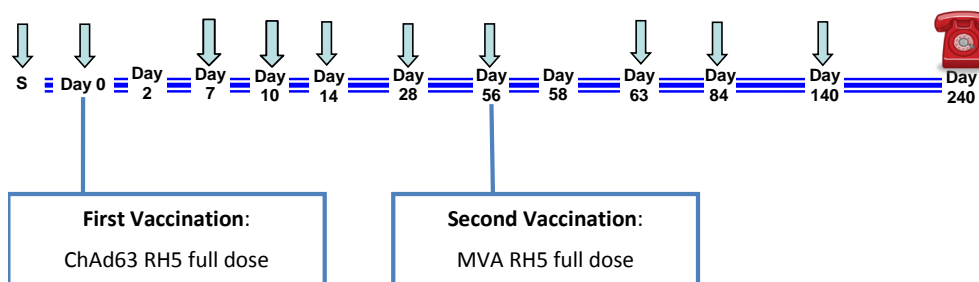 S
Day 0
Day
2
Day
7
Day
10
Day
14
Day
28
Day
56
Day
58
Day
63
Day
84
Day
140
Day
240
First Vaccination:
ChAd63 RH5 full dose
Second Vaccination:
MVA RH5 full dose